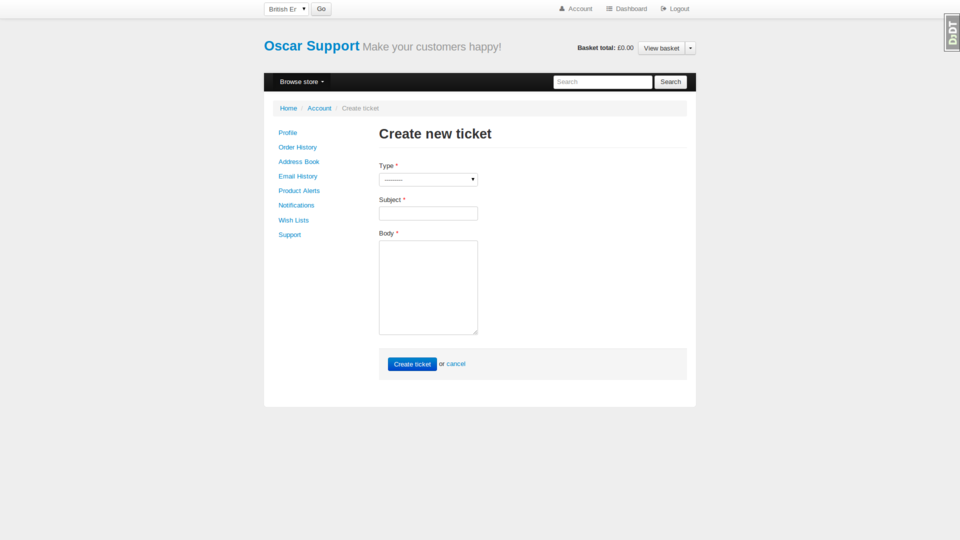 British Er Go Account Dashboard Logout
DjDT
Oscar Support Make your customers happy! Basket total: £0.00 View basket
Browse store Search Search
Home / Account / Create ticket
Profile
Order History
Address Book
Email History
Product Alerts
Notifications
Wish Lists
Support
Create new ticket
Type *
---------
Subject *
Body *
Create ticket or cancel